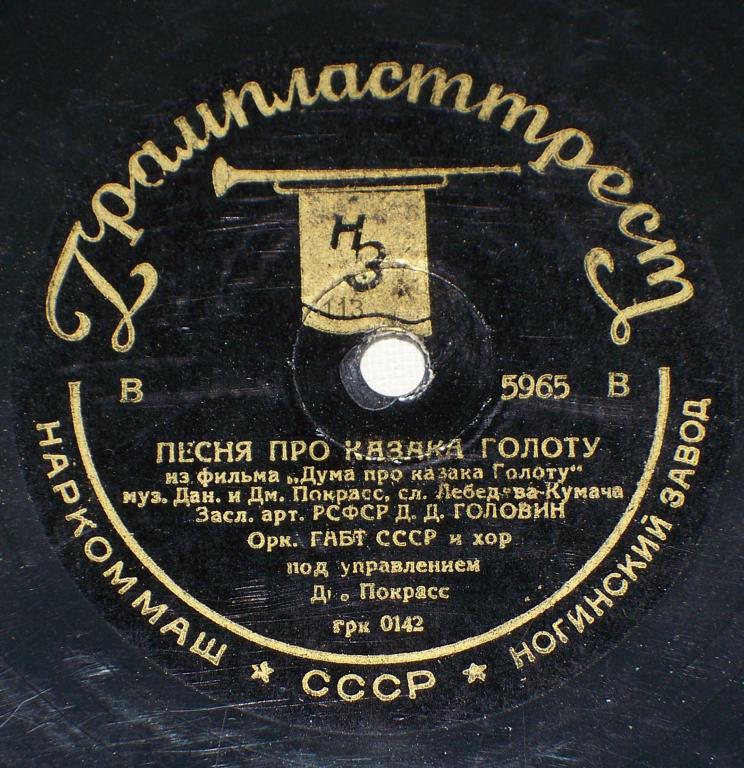 Грампласттрест
НЗ
113
В 5965 В
ПЕСНЯ ПРО КАЗАКА ГОЛОТУ
из фильма „Дума про казака Голоту“
муз. Дан. и Дм. Покрасс, сл. Лебедева-Кумача
Засл. арт. РСФСР Д. Д. ГОЛОВИН
Орк. ГАБТ СССР и хор
под управлением
Покрасс
грк 0142
НАРКОММАШ ★ СССР ★ НОГИНСКИЙ ЗАВОД